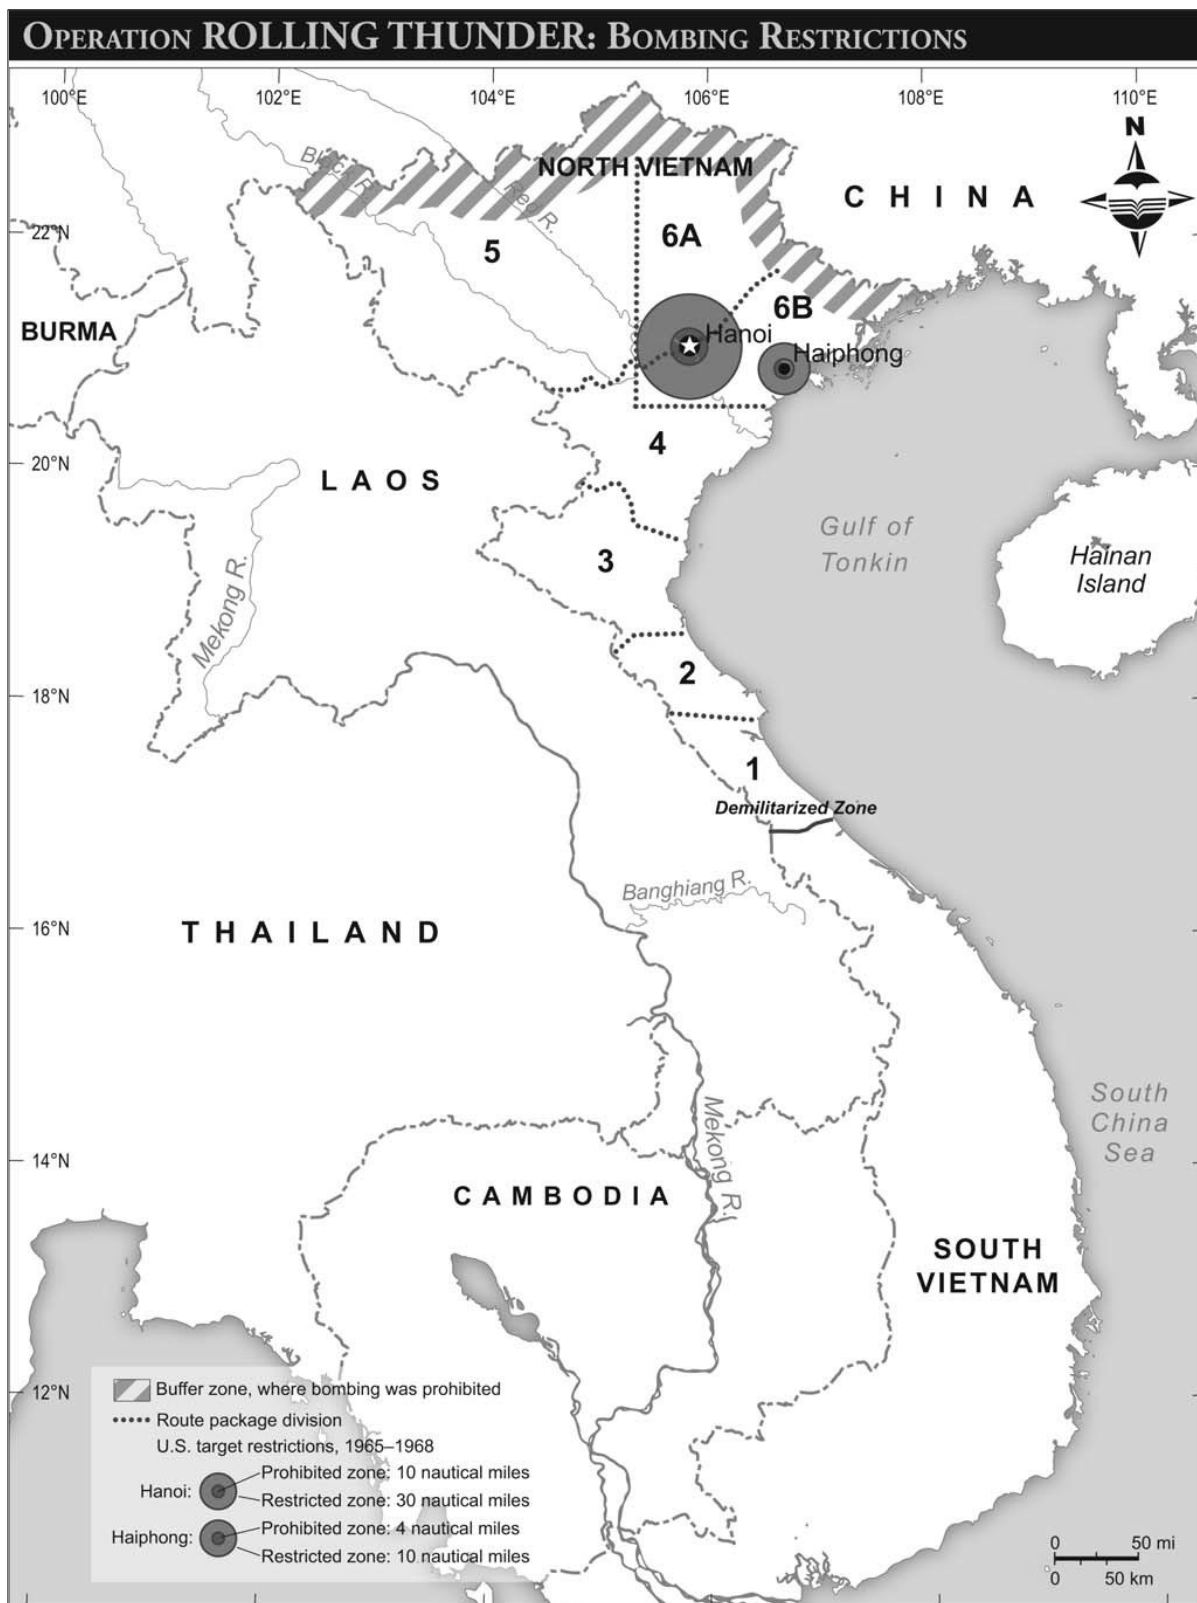 OPERATION ROLLING THUNDER: BOMBING RESTRICTIONS
100°E
102°E
104°E
106°E
108°E
110°E
N
Black R.
Red R.
NORTH VIETNAM
CHINA
22°N
5
6A
6B
BURMA
Hanoi
Haiphong
4
20°N
LAOS
Gulf of
Tonkin
3
Hainan
Island
Mekong R.
2
18°N
1
Demilitarized Zone
Banghiang R.
THAILAND
16°N
South
China
Sea
Mekong R.
14°N
CAMBODIA
SOUTH
VIETNAM
12°N
Buffer zone, where bombing was prohibited
Route package division
U.S. target restrictions, 1965–1968
Hanoi:
Prohibited zone: 10 nautical miles
Restricted zone: 30 nautical miles
Haiphong:
Prohibited zone: 4 nautical miles
Restricted zone: 10 nautical miles
0 50 mi
0 50 km